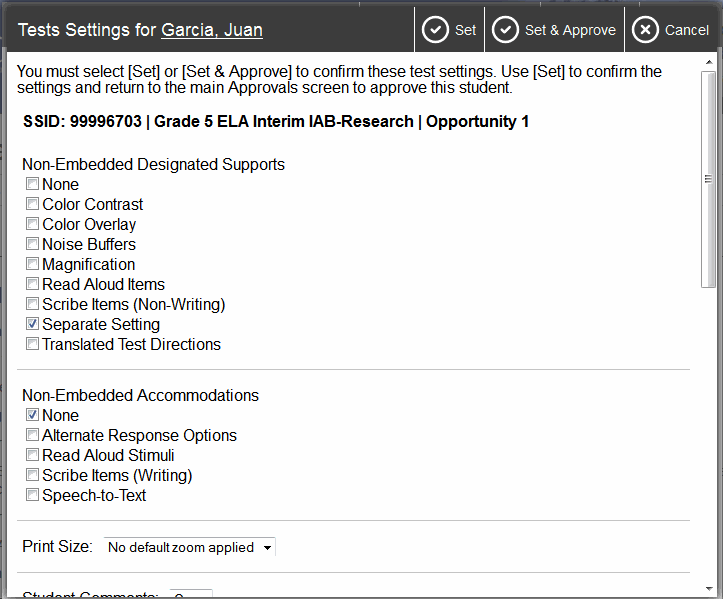 Tests Settings for Garcia, Juan
Set
Set & Approve
Cancel
You must select [Set] or [Set & Approve] to confirm these test settings. Use [Set] to confirm the
settings and return to the main Approvals screen to approve this student.
SSID: 99996703 | Grade 5 ELA Interim IAB-Research | Opportunity 1
Non-Embedded Designated Supports
None
Color Contrast
Color Overlay
Noise Buffers
Magnification
Read Aloud Items
Scribe Items (Non-Writing)
Separate Setting
Translated Test Directions
Non-Embedded Accommodations
None
Alternate Response Options
Read Aloud Stimuli
Scribe Items (Writing)
Speech-to-Text
Print Size: No default zoom applied
Student Comments: